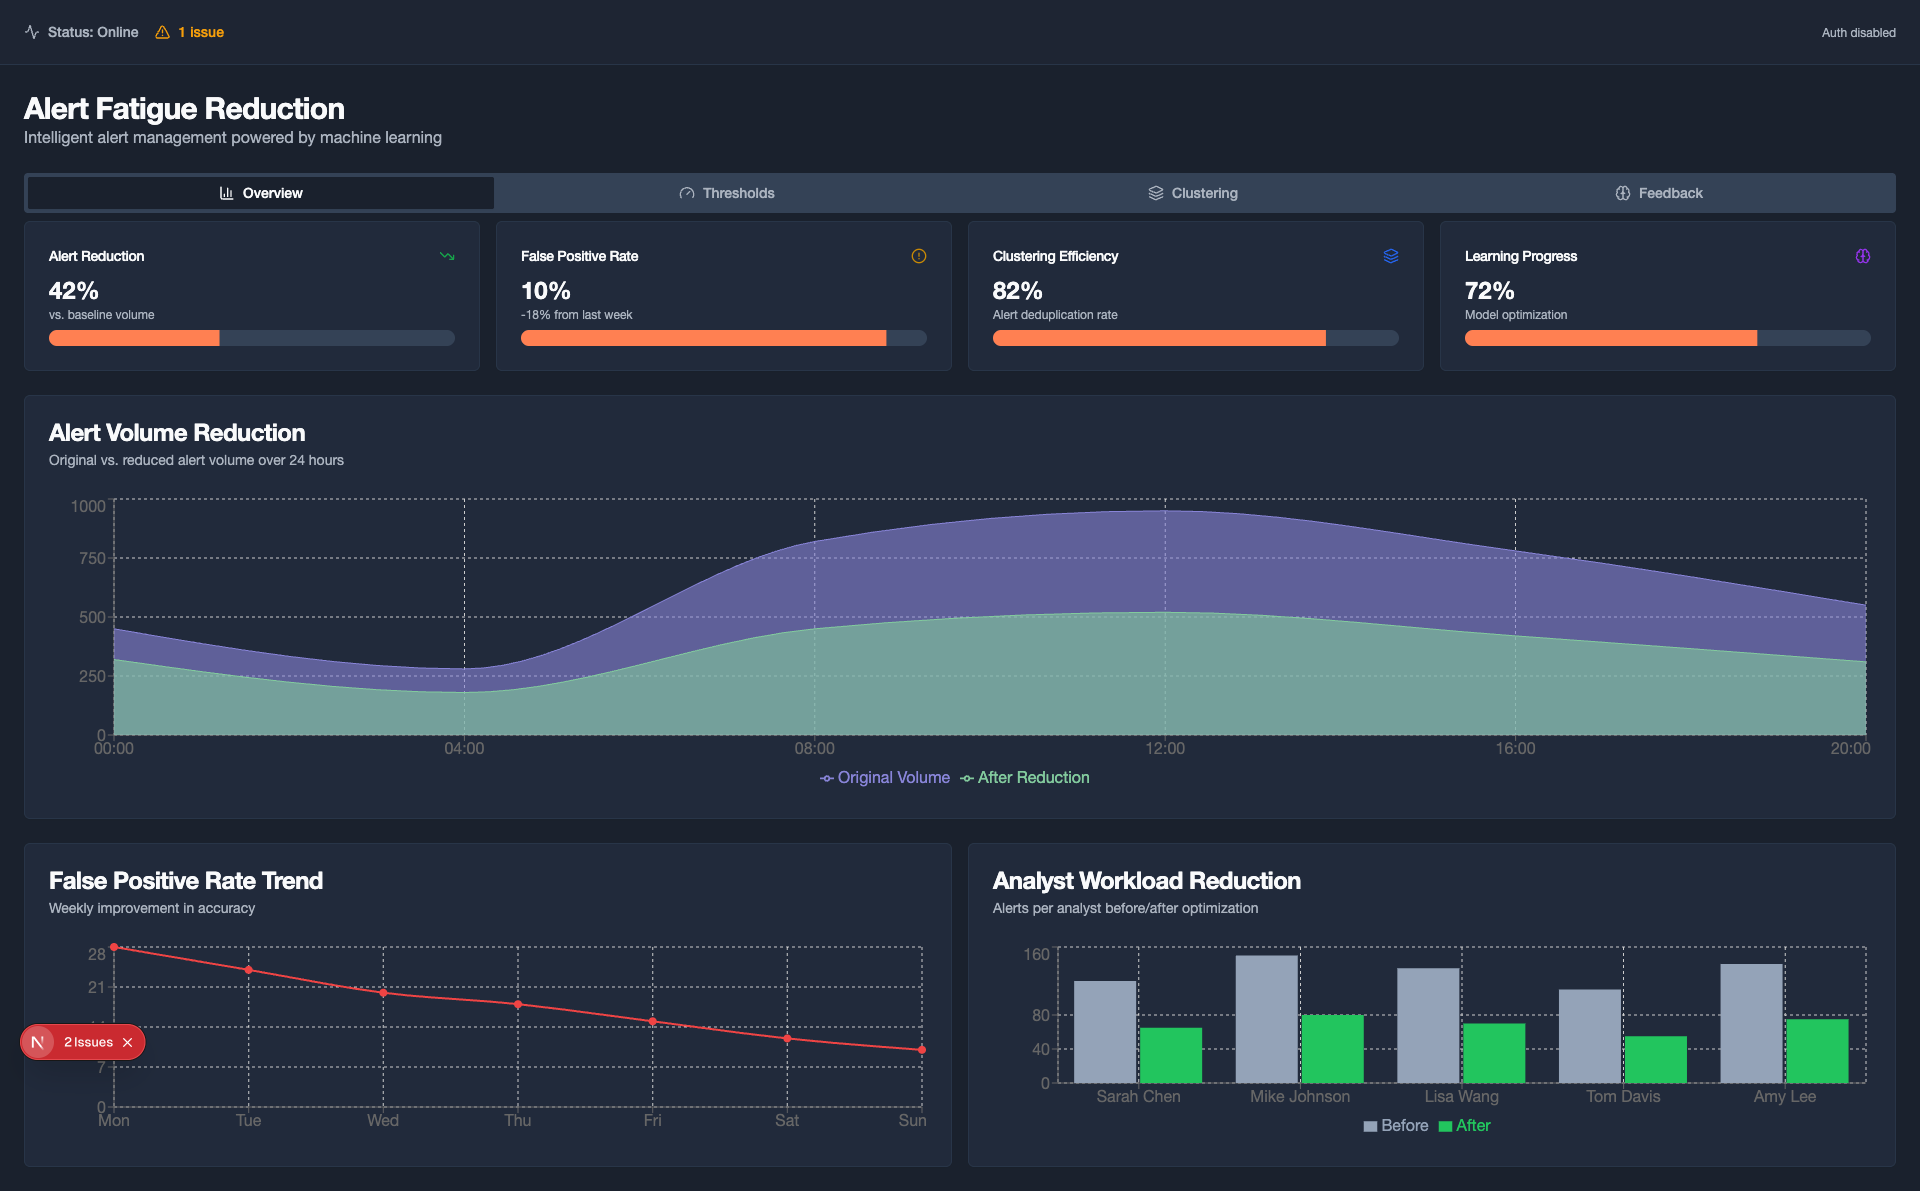 Status: Online
1 issue
Auth disabled
Alert Fatigue Reduction
Intelligent alert management powered by machine learning
Overview
Thresholds
Clustering
Feedback
Alert Reduction
42%
vs. baseline volume
False Positive Rate
10%
-18% from last week
Clustering Efficiency
82%
Alert deduplication rate
Learning Progress
72%
Model optimization
Alert Volume Reduction
Original vs. reduced alert volume over 24 hours
1000
750
500
250
0
00:00 04:00 08:00 12:00 16:00 20:00
Original Volume After Reduction
False Positive Rate Trend
Weekly improvement in accuracy
28
21
7
0
Mon Tue Wed Thu Fri Sat Sun
N 2 Issues
Analyst Workload Reduction
Alerts per analyst before/after optimization
160
80
40
0
Sarah Chen Mike Johnson Lisa Wang Tom Davis Amy Lee
Before After